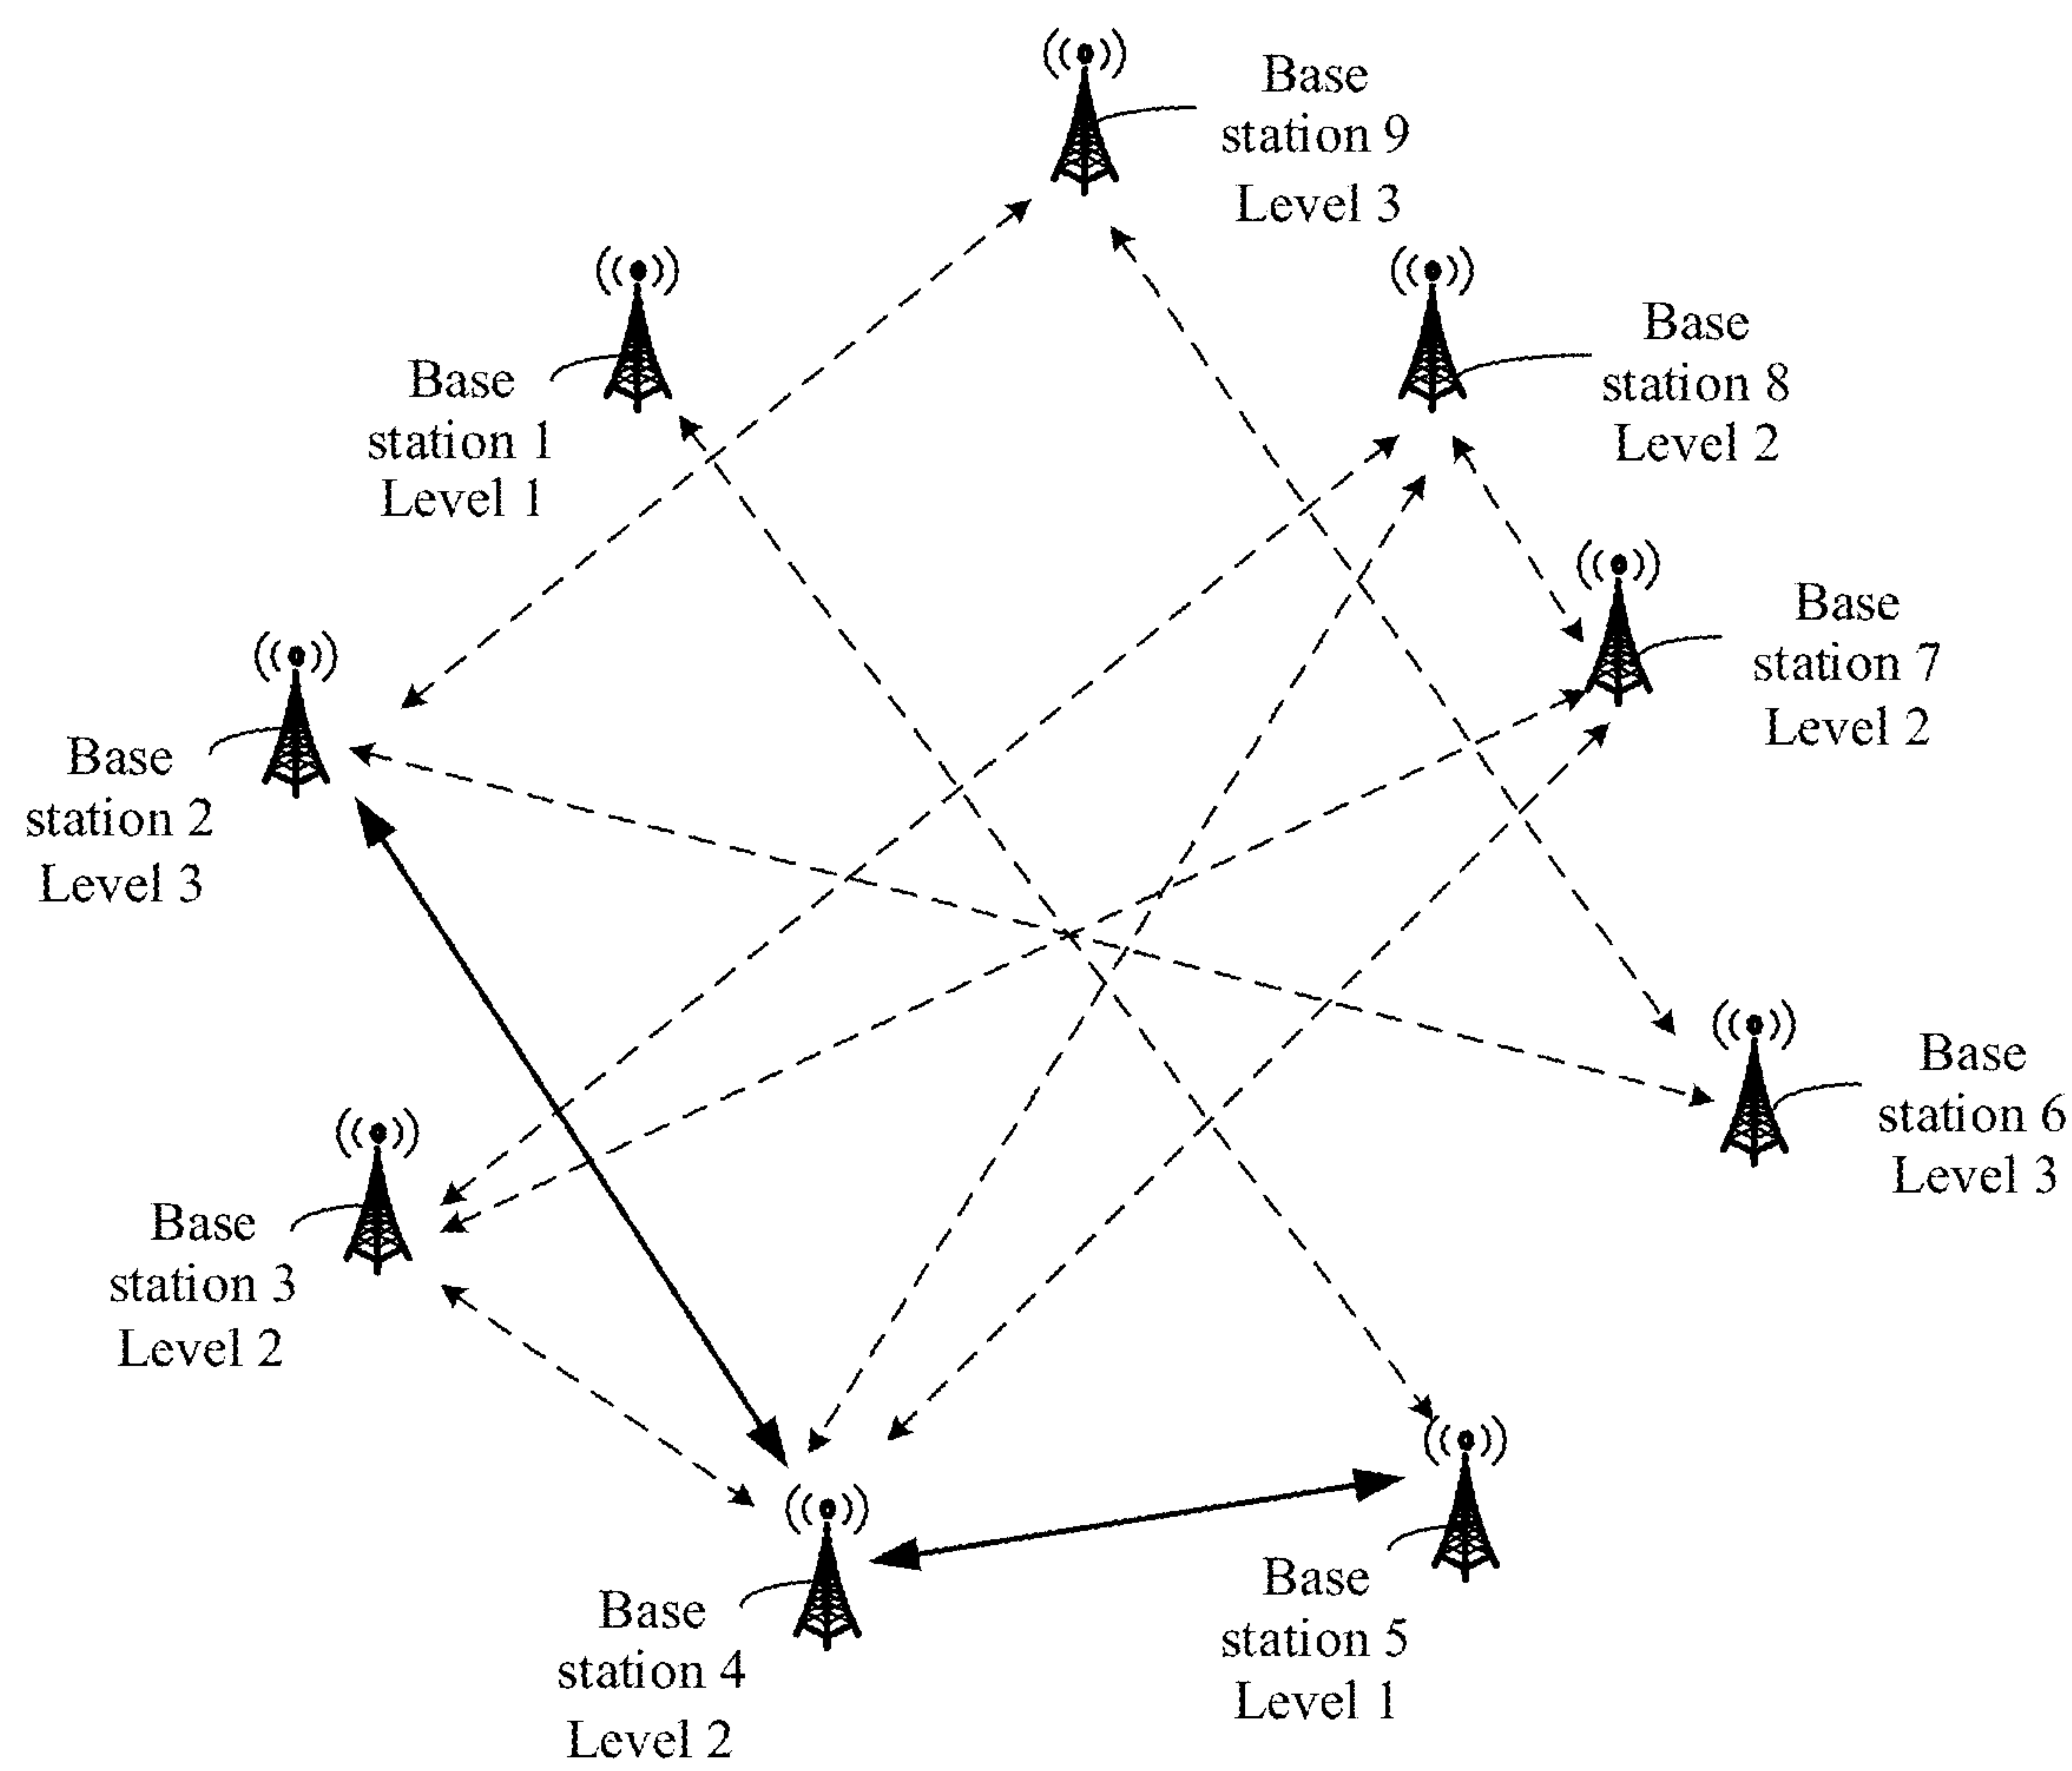 Base
station 9
Level 3
Base
station 1
Level 1
Base
station 8
Level 2
Base
station 7
Level 2
Base
station 2
Level 3
Base
station 6
Level 3
Base
station 3
Level 2
Base
station 5
Level 1
Base
station 4
Level 2